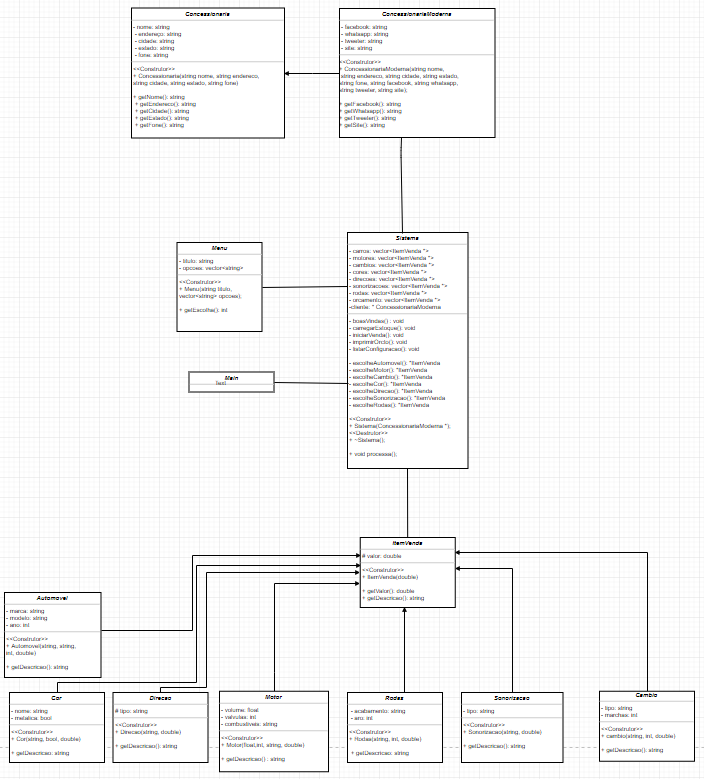 Concessionaria
- nome: string
- endereço: string
- cidade: string
- estado: string
- fone: string
<<Construtor>>
+ Concessionaria(string nome, string endereco,
string cidade, string estado, string fone)
+ getNome(): string
+ getEndereco(): string
+ getCidade(): string
+ getEstado(): string
+ getFone(): string
ConcessionariaModerna
- facebook: string
- whatsapp: string
- tweeter: string
- site: string
<<Construtor>>
+ ConcessionariaModerna(string nome,
string endereco, string cidade, string estado,
string fone, string facebook, string whatsapp,
string tweeter, string site);
+ getFacebook(): string
+ getWhatsapp(): string
+ getTweeter(): string
+ getSite(): string
Menu
- titulo: string
- opcoes: vector<string>
<<Construtor>>
+ Menu(string titulo,
vector<string> opcoes);
+ getEscolha(): int
Main
Text
Sistema
- carros: vector<ItemVenda *>
- motores: vector<ItemVenda *>
- cambios: vector<ItemVenda *>
- cores: vector<ItemVenda *>
- direcoes: vector<ItemVenda *>
- sonorizacoes: vector<ItemVenda *>
- rodas: vector<ItemVenda *>
- orcamento: vector<ItemVenda *>
-cliente: * ConcessionariaModerna
- boasVindas() : void
- carregarEstoque(): void
- iniciarVenda(): void
- imprimirOrcto(): void
- listarConfiguracao(): void
- escolheAutomovel(): *ItemVenda
- escolheMotor(): *ItemVenda
- escolheCambio(): *ItemVenda
- escolheCor(): *ItemVenda
- escolheDirecao(): *ItemVenda
- escolheSonorizacao(): *ItemVenda
- escolheRodas(): *ItemVenda
<<Construtor>>
+ Sistema(ConcessionariaModerna *);
<<Destrutor>>
+ ~Sistema();
+ void processa();
ItemVenda
# valor: double
<<Construtor>>
+ ItemVenda(double)
+ getValor(): double
+ getDescricao(): string
Automovel
- marca: string
- modelo: string
- ano: int
<<Construtor>>
+ Automovel(string, string,
int, double)
+ getDescricao(): string
Cor
- nome: string
- metalica: bool
<<Construtor>>
+ Cor(string, bool, double)
+ getDescricao: string
Direcao
# tipo: string
<<Construtor>>
+ Direcao(string, double)
+ getDescricao(): string
Motor
- volume: float
- valvulas: int
- combustiveis: string
<<Construtor>>
+ Motor(float,int, string, double)
+ getDescricao() : string
Rodas
- acabamento: string
- aro: int
<<Construtor>>
+ Rodas(string, int, double)
+ getDescricao: string
Sonorizacao
- tipo: string
<<Construtor>>
+ Sonorizacao(string, double)
+ getDescricao(): string
Cambio
- tipo: string
- marchas: int
<<Construtor>>
+ cambio(string, int, double)
+ getDescricao(): string